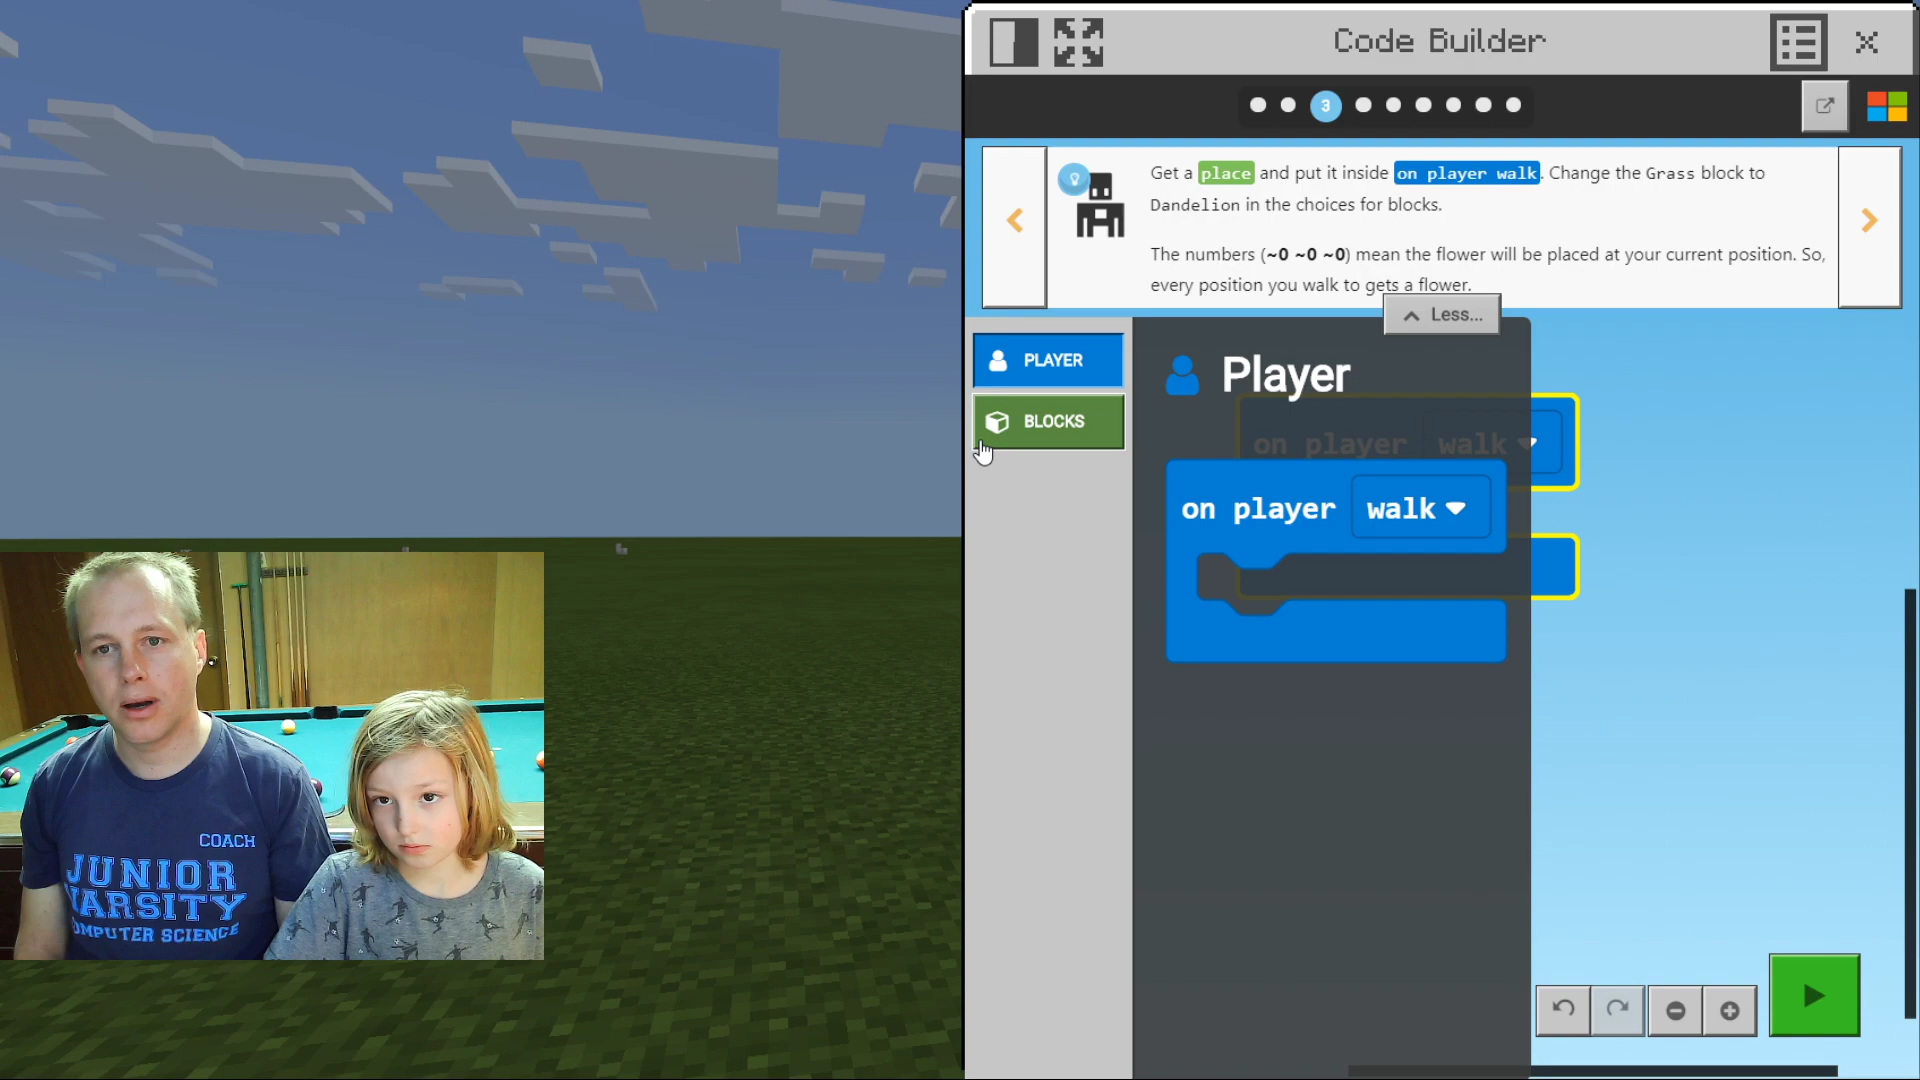 Code Builder
3
Get a place and put it inside on player walk. Change the Grass block to
Dandelion in the choices for blocks.
The numbers (~0 ~0 ~0) mean the flower will be placed at your current position. So,
every position you walk to gets a flower.
Less...
PLAYER
BLOCKS
Player
on player walk
on player walk
COACH
JUNIOR
VARSITY
COMPUTER SCIENCE